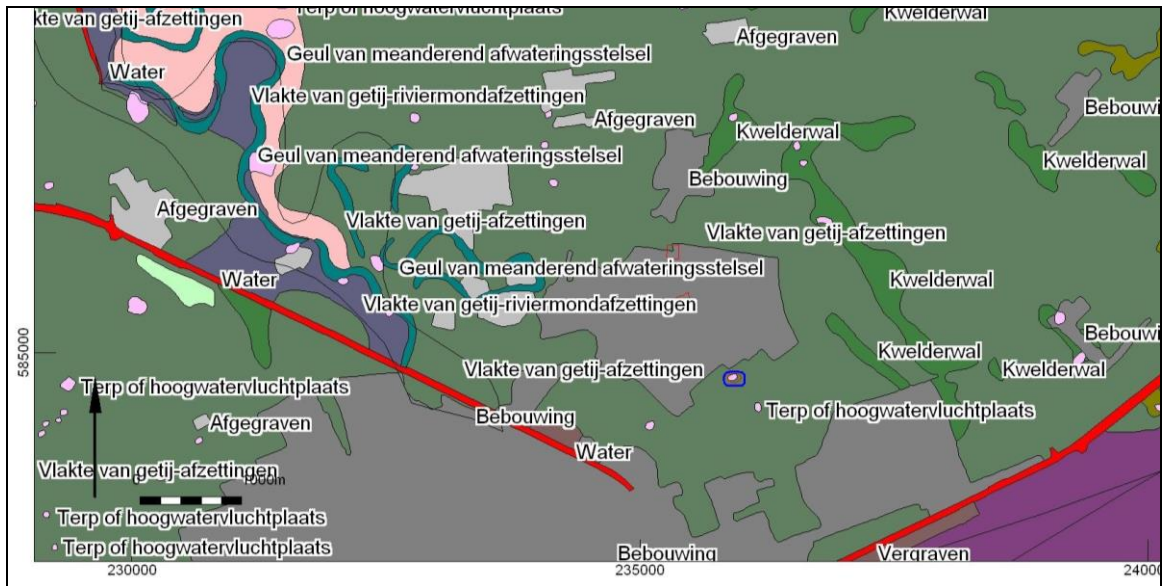 Terp of hoogwatervluchtplaats
kte van getij-afzettingen
Kwelderwal
Afgegraven
Geul van meanderend afwateringsstelsel
Water
Vlakte van getij-riviermondafzettingen
Bebouwi
Afgegraven
Kwelderwal
Geul van meanderend afwateringsstelsel
Kwelderwal
Bebouwing
Afgegraven
Vlakte van getij-afzettingen
Vlakte van getij-afzettingen
Geul van meanderend afwateringsstelsel
Water
Kwelderwal
Vlakte van getij-riviermondafzettingen
Bebouwi
585000
Kwelderwal
Vlakte van getij-afzettingen
Kwelderwal
Terp of hoogwatervluchtplaats
Terp of hoogwatervluchtplaats
Bebouwing
Afgegraven
Water
Vlakte van getij-afzettingen
0 1000m
Terp of hoogwatervluchtplaats
Terp of hoogwatervluchtplaats
Bebouwing
Vergraven
230000
235000
24000